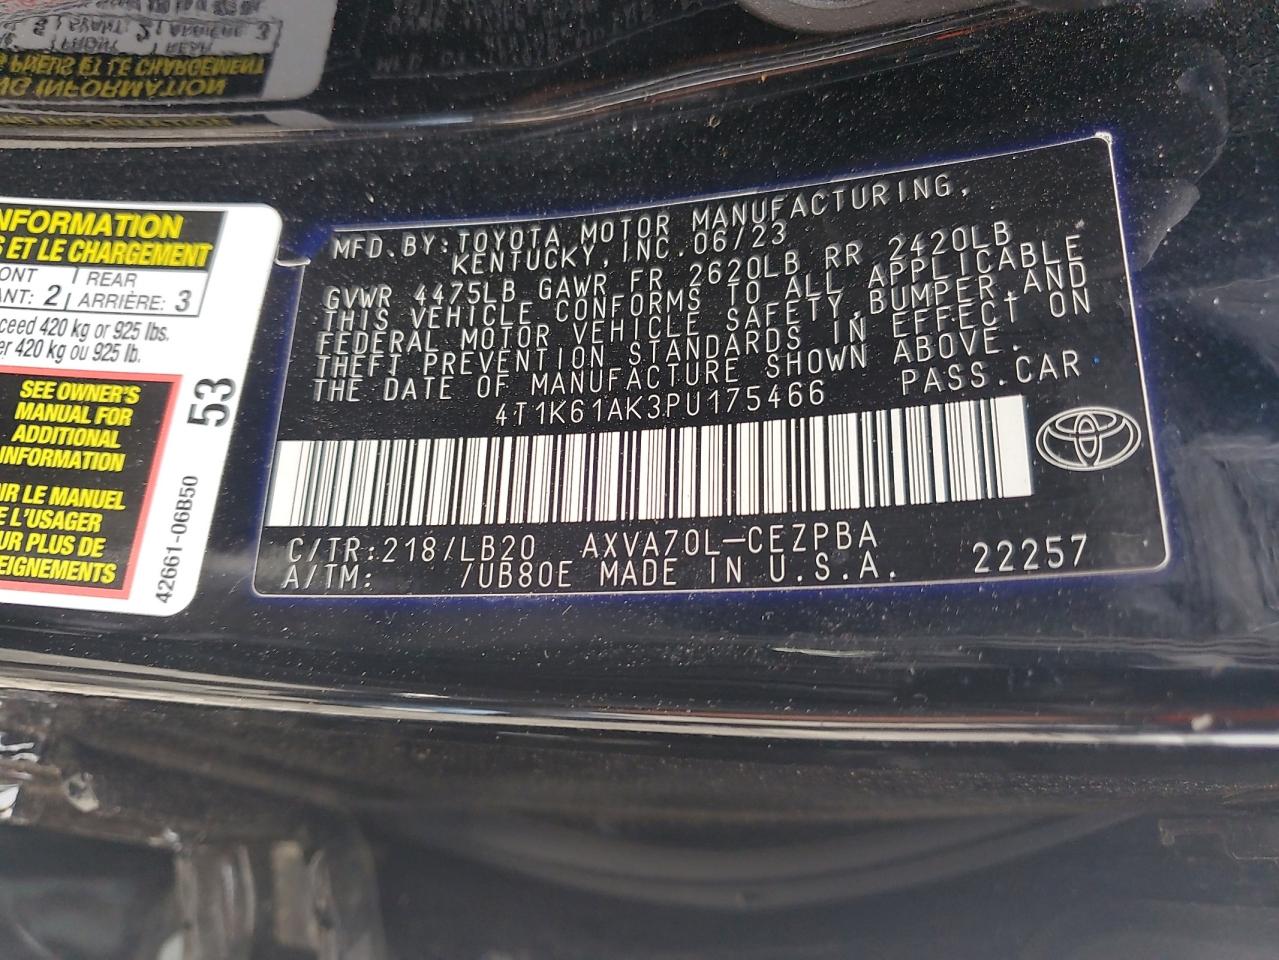 NFORMATION
S ET LE CHARGEMENT
ONT | REAR
ANT: 2 | ARRIÈRE: 3
ceed 420 kg or 925 lbs.
er 420 kg ou 925 lb.
SEE OWNER'S
MANUAL FOR
ADDITIONAL
INFORMATION
IR LE MANUEL
E L'USAGER
UR PLUS DE
EIGNEMENTS
53
42661-06B50
MFD.BY:TOYOTA MOTOR MANUFACTURING,
KENTUCKY,INC.06/23
GVWR 4475LB GAWR FR 2620LB RR 2420LB
THIS VEHICLE CONFORMS TO ALL APPLICABLE
FEDERAL MOTOR VEHICLE SAFETY,BUMPER,AND
THEFT PREVENTION STANDARDS IN EFFECT ON
THE DATE OF MANUFACTURE SHOWN ABOVE.
4T1K61AK3PU175466 PASS.CAR
C/TR:218/LB20 AXVA70L-CEZPBA
A/TM: /UB80E MADE IN U.S.A. 22257